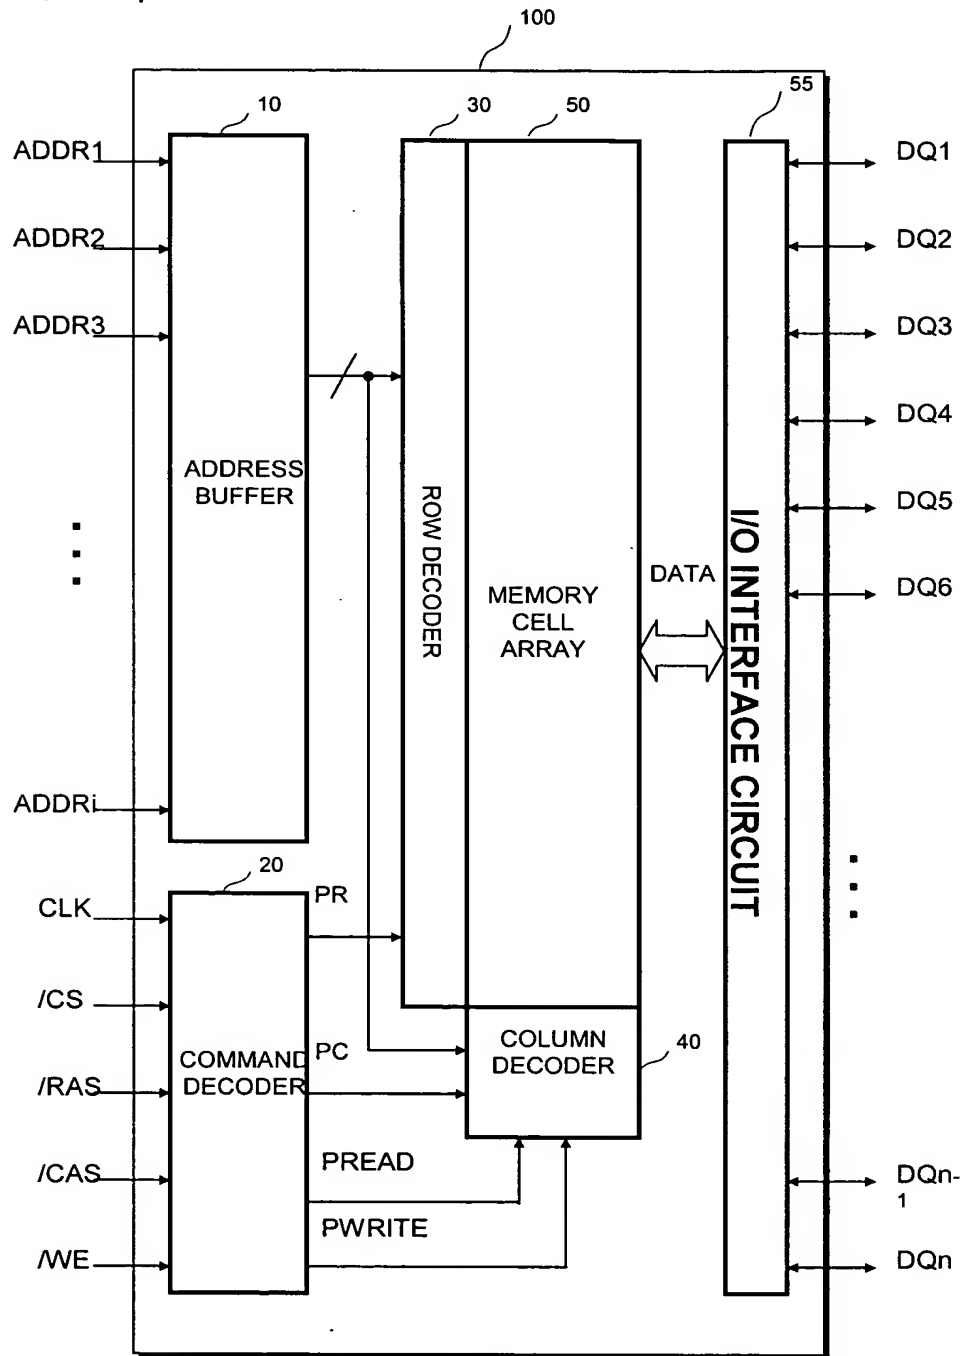 100
10
30
50
55
ADDR1
ADDR2
ADDR3
ADDRi
ADDRESS
BUFFER
ROW DECODER
MEMORY
CELL
ARRAY
DATA
I/O INTERFACE CIRCUIT
DQ1
DQ2
DQ3
DQ4
DQ5
DQ6
DQn-
1
DQn
20
CLK
/CS
/RAS
/CAS
/WE
COMMAND
DECODER
PR
PC
PREAD
PWRITE
COLUMN
DECODER
40